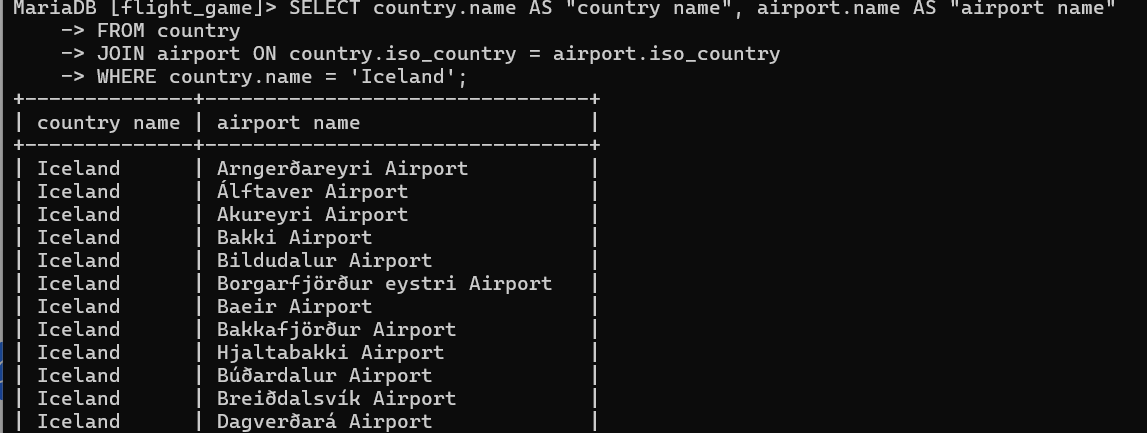 MariaDB [flight_game]> SELECT country.name AS "country name", airport.name AS "airport name"
    -> FROM country
    -> JOIN airport ON country.iso_country = airport.iso_country
    -> WHERE country.name = 'Iceland';
+--------------+--------------------------------+
| country name | airport name                   |
+--------------+--------------------------------+
| Iceland      | Arngerðareyri Airport          |
| Iceland      | Álftaver Airport               |
| Iceland      | Akureyri Airport               |
| Iceland      | Bakki Airport                  |
| Iceland      | Bildudalur Airport             |
| Iceland      | Borgarfjörður eystri Airport   |
| Iceland      | Baeir Airport                  |
| Iceland      | Bakkafjörður Airport           |
| Iceland      | Hjaltabakki Airport            |
| Iceland      | Búðardalur Airport             |
| Iceland      | Breiðdalsvík Airport           |
| Iceland      | Dagverðará Airport             |